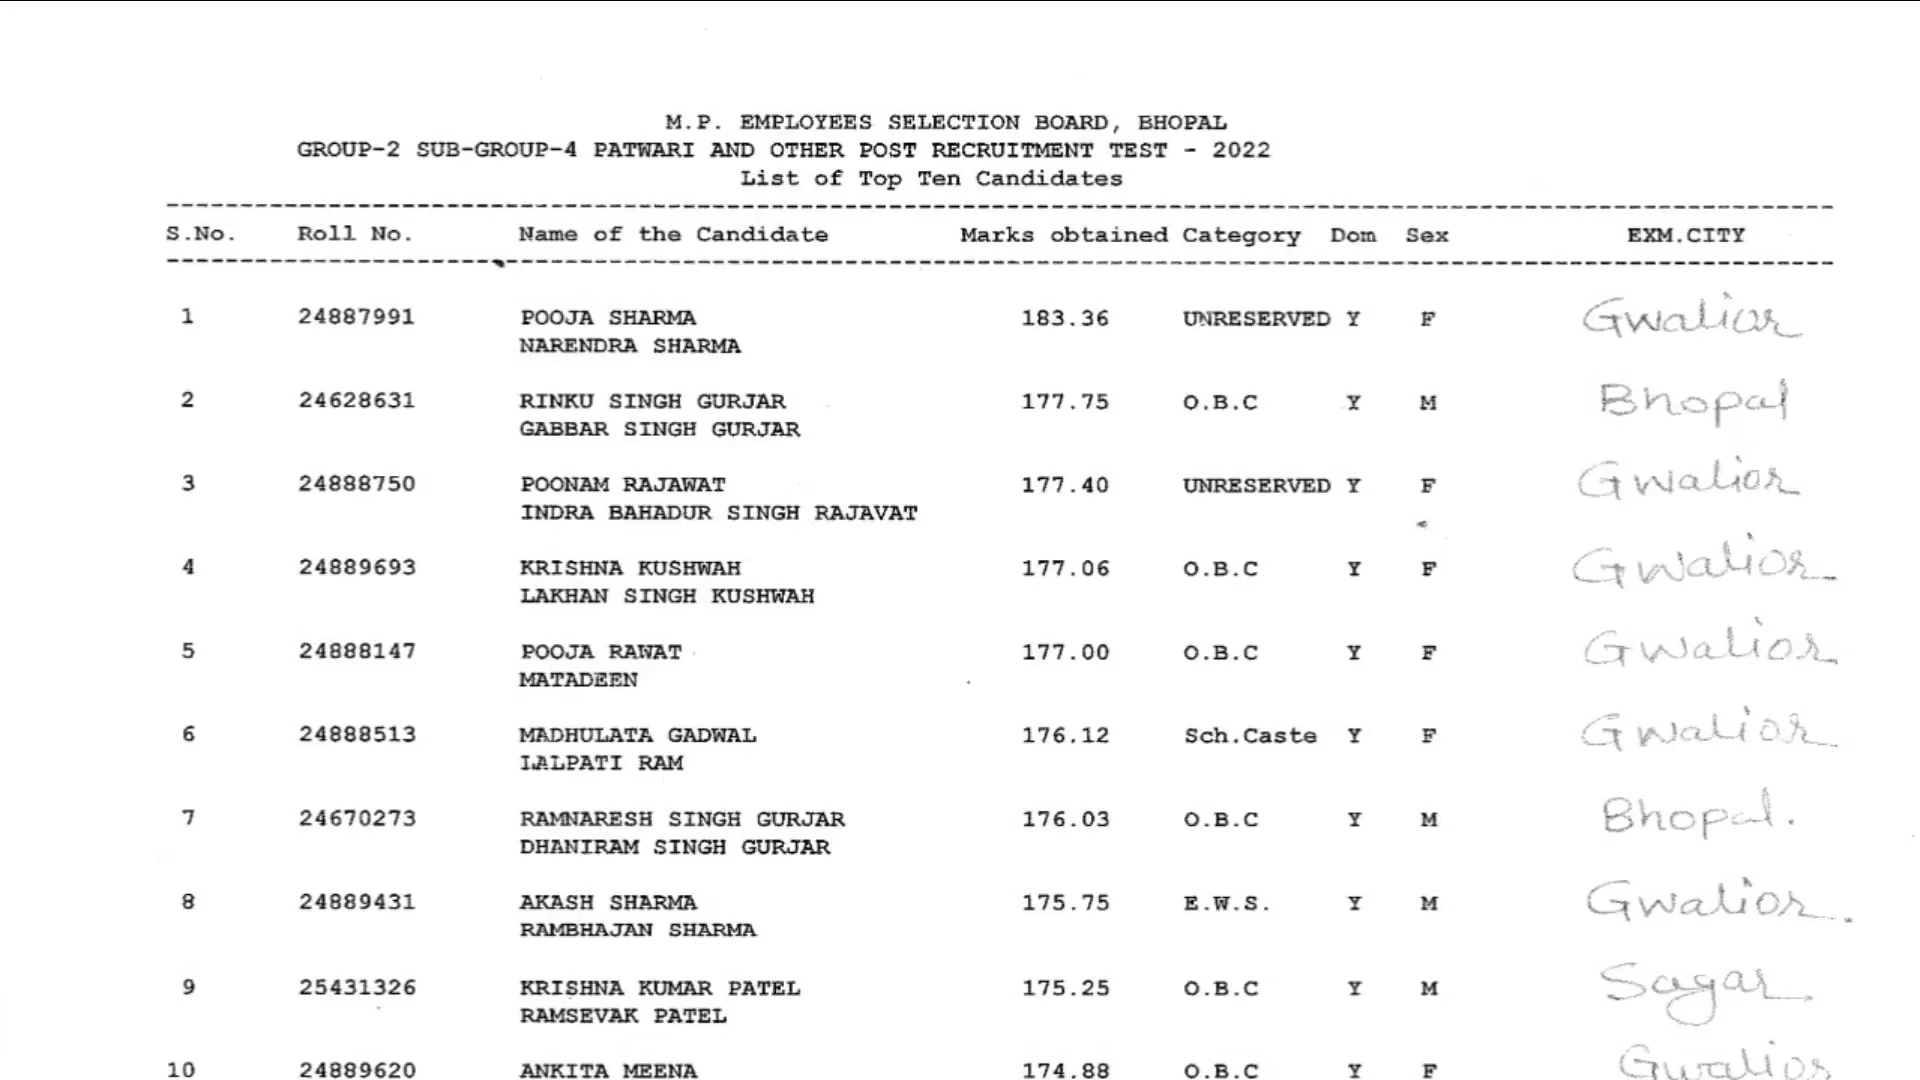 M.P. EMPLOYEES SELECTION BOARD, BHOPAL
GROUP-2 SUB-GROUP-4 PATWARI AND OTHER POST RECRUITMENT TEST - 2022
List of Top Ten Candidates
S.No. Roll No. Name of the Candidate Marks obtained Category Dom Sex EXM.CITY
1 24887991 POOJA SHARMA 183.36 UNRESERVED Y F Gwalior
NARENDRA SHARMA
2 24628631 RINKU SINGH GURJAR 177.75 O.B.C Y M Bhopal
GABBAR SINGH GURJAR
3 24888750 POONAM RAJAWAT 177.40 UNRESERVED Y F Gwalior
INDRA BAHADUR SINGH RAJAVAT
4 24889693 KRISHNA KUSHWAH 177.06 O.B.C Y F Gwalior
LAKHAN SINGH KUSHWAH
5 24888147 POOJA RAWAT 177.00 O.B.C Y F Gwalior
MATADEEN
6 24888513 MADHULATA GADWAL 176.12 Sch.Caste Y F Gwalior
LALPATI RAM
7 24670273 RAMNARESH SINGH GURJAR 176.03 O.B.C Y M Bhopal.
DHANIRAM SINGH GURJAR
8 24889431 AKASH SHARMA 175.75 E.W.S. Y M Gwalior.
RAMBHAJAN SHARMA
9 25431326 KRISHNA KUMAR PATEL 175.25 O.B.C Y M Sagar
RAMSEVAK PATEL
10 24889620 ANKITA MEENA 174.88 O.B.C Y F Gwalior